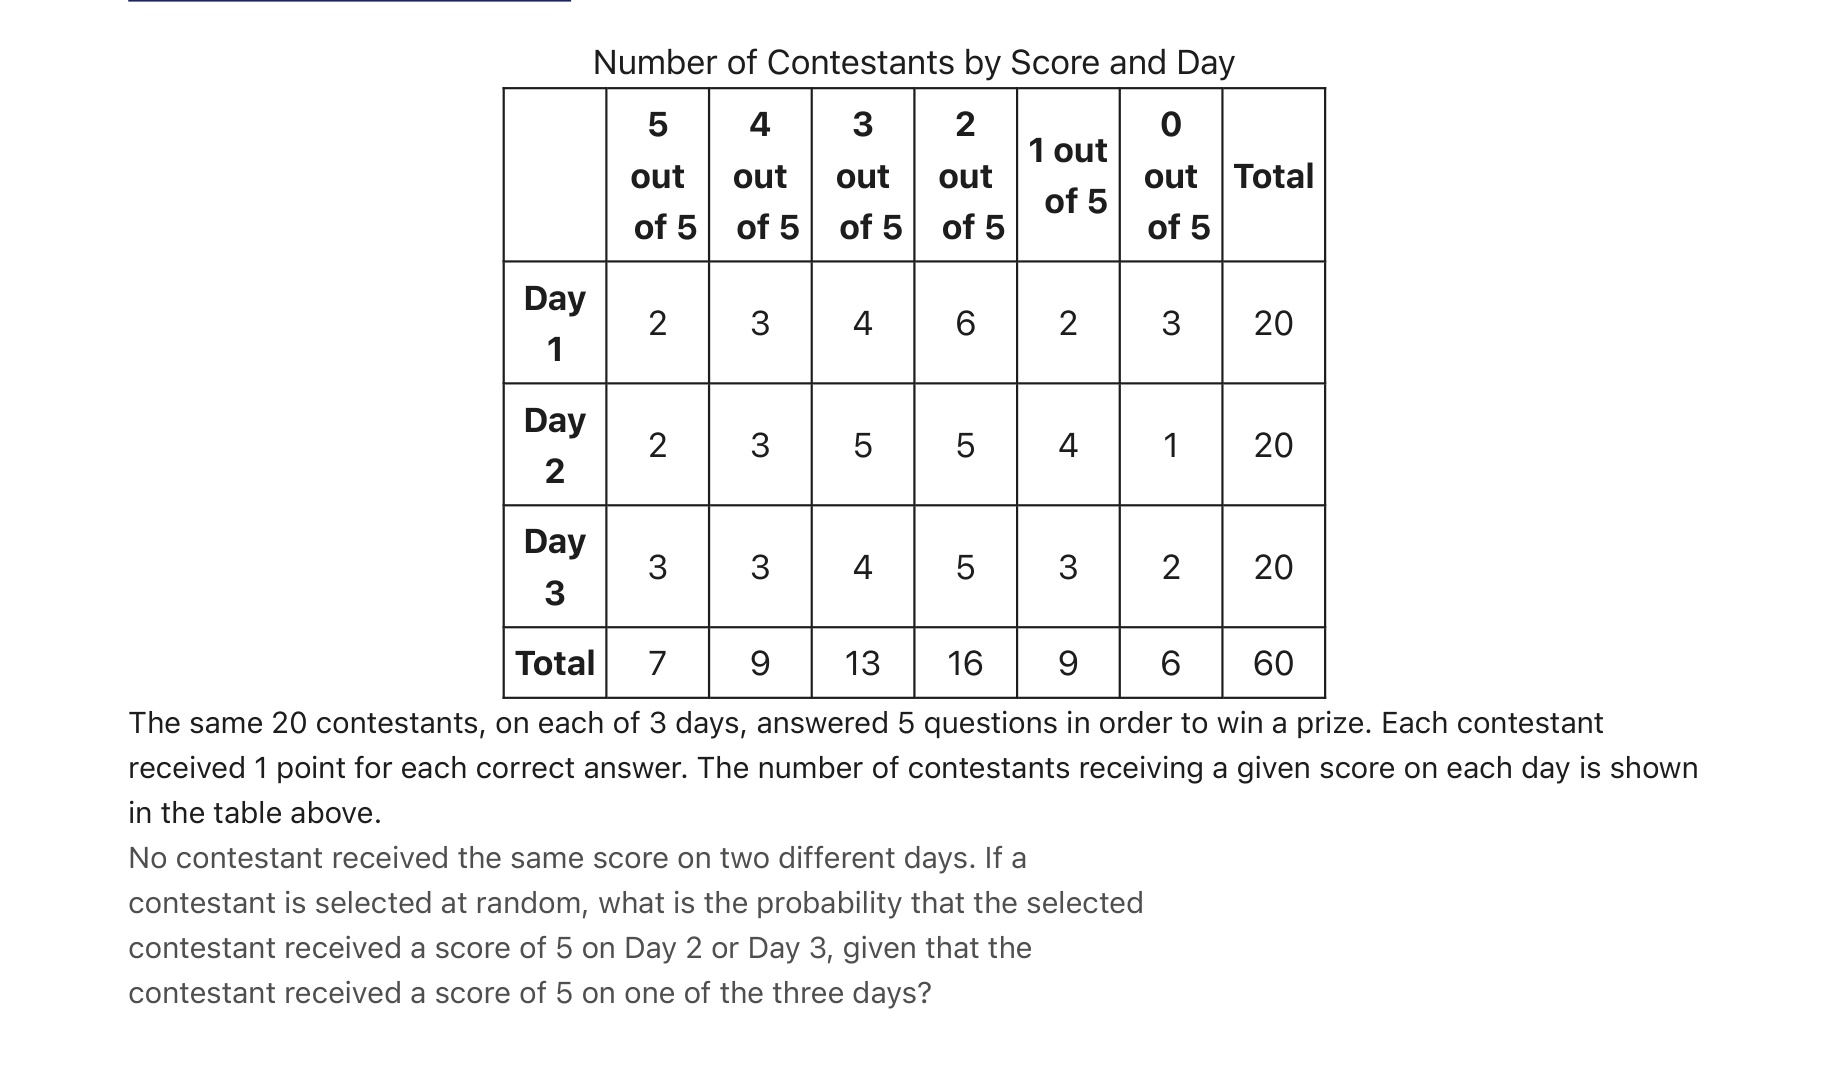 Number of Contestants by Score and Day
5 out of 5 4 out of 5 3 out of 5 2 out of 5 1 out of 5 0 out of 5 Total
Day 1 2 3 4 6 2 3 20
Day 2 2 3 5 5 4 1 20
Day 3 3 3 4 5 3 2 20
Total 7 9 13 16 9 6 60
The same 20 contestants, on each of 3 days, answered 5 questions in order to win a prize. Each contestant
received 1 point for each correct answer. The number of contestants receiving a given score on each day is shown
in the table above.
No contestant received the same score on two different days. If a
contestant is selected at random, what is the probability that the selected
contestant received a score of 5 on Day 2 or Day 3, given that the
contestant received a score of 5 on one of the three days?